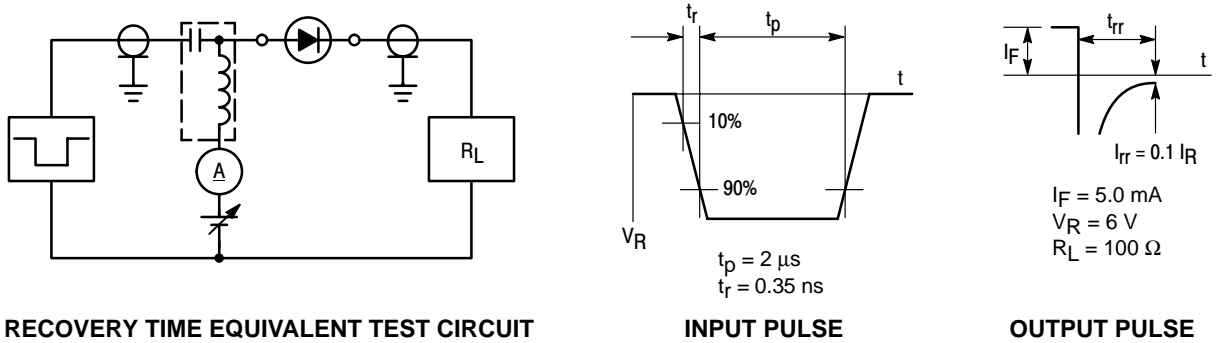 A
R_L
RECOVERY TIME EQUIVALENT TEST CIRCUIT
t_r
t_p
t
10%
90%
V_R
t_p = 2 μs
t_r = 0.35 ns
INPUT PULSE
t_rr
I_F
t
I_rr = 0.1 I_R
I_F = 5.0 mA
V_R = 6 V
R_L = 100 Ω
OUTPUT PULSE